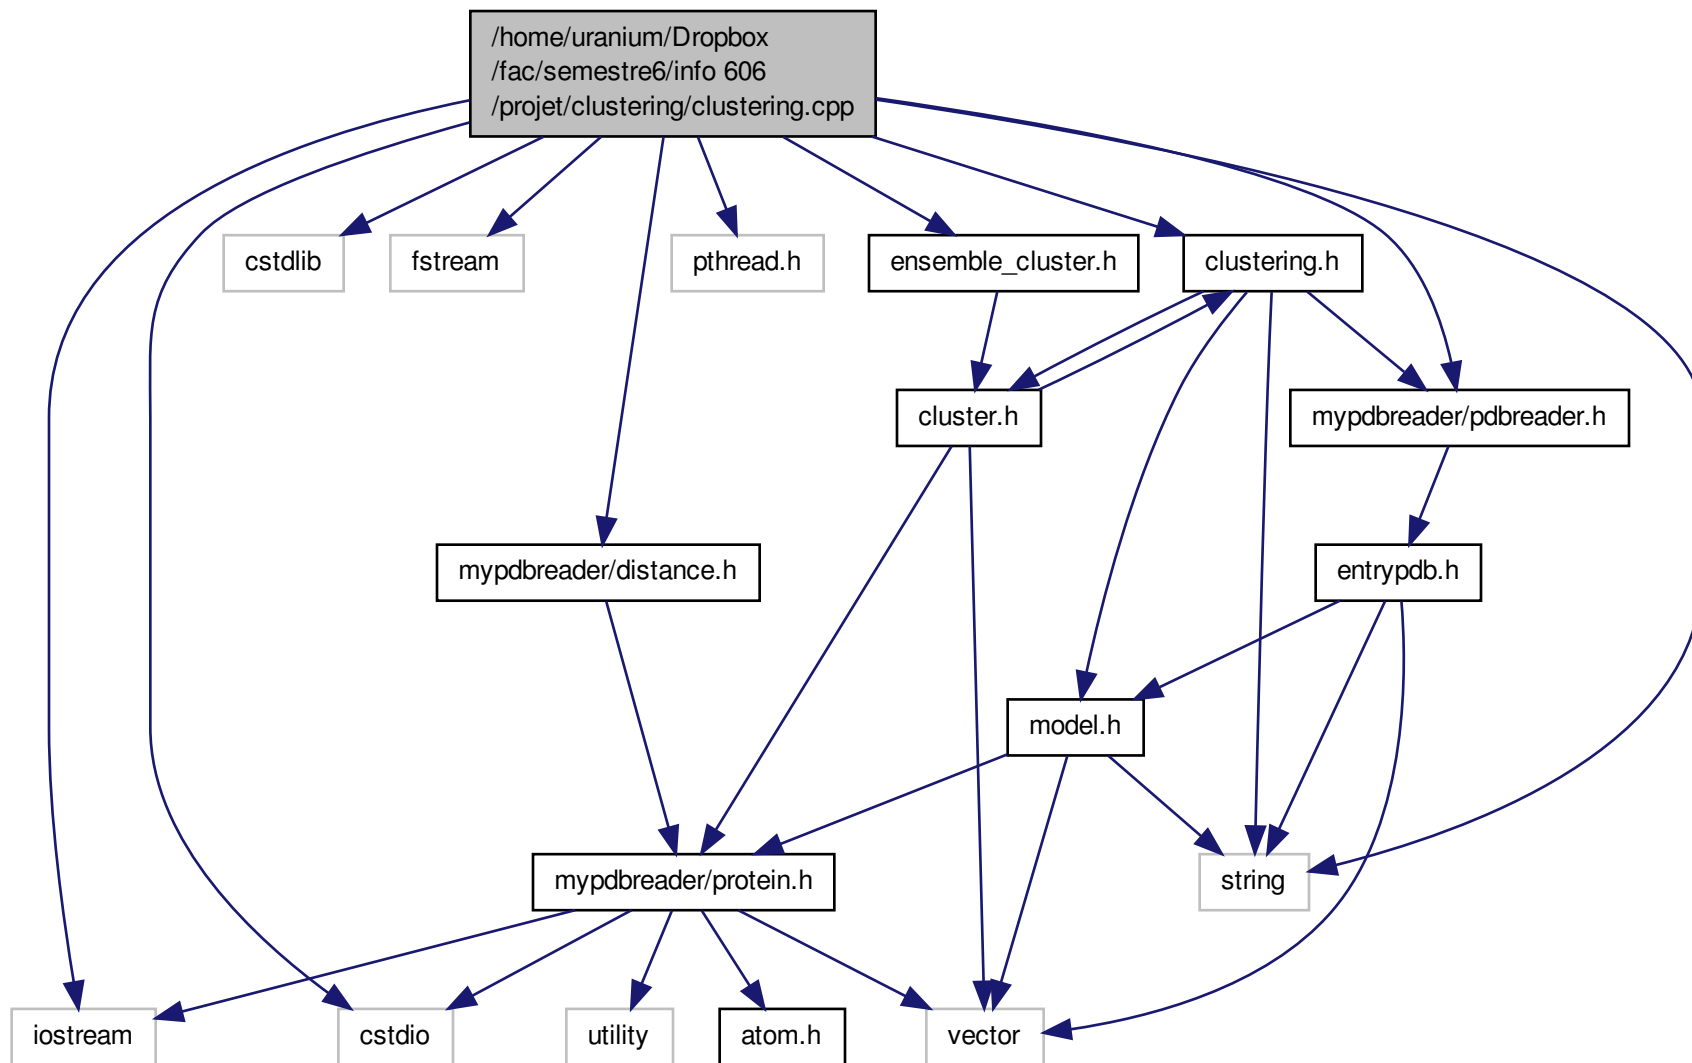 /home/uranium/Dropbox
/fac/semestre6/info 606
/projet/clustering/clustering.cpp
cstdlib
fstream
pthread.h
ensemble_cluster.h
clustering.h
cluster.h
mypdbreader/pdbreader.h
mypdbreader/distance.h
entrypdb.h
model.h
mypdbreader/protein.h
string
iostream
cstdio
utility
atom.h
vector